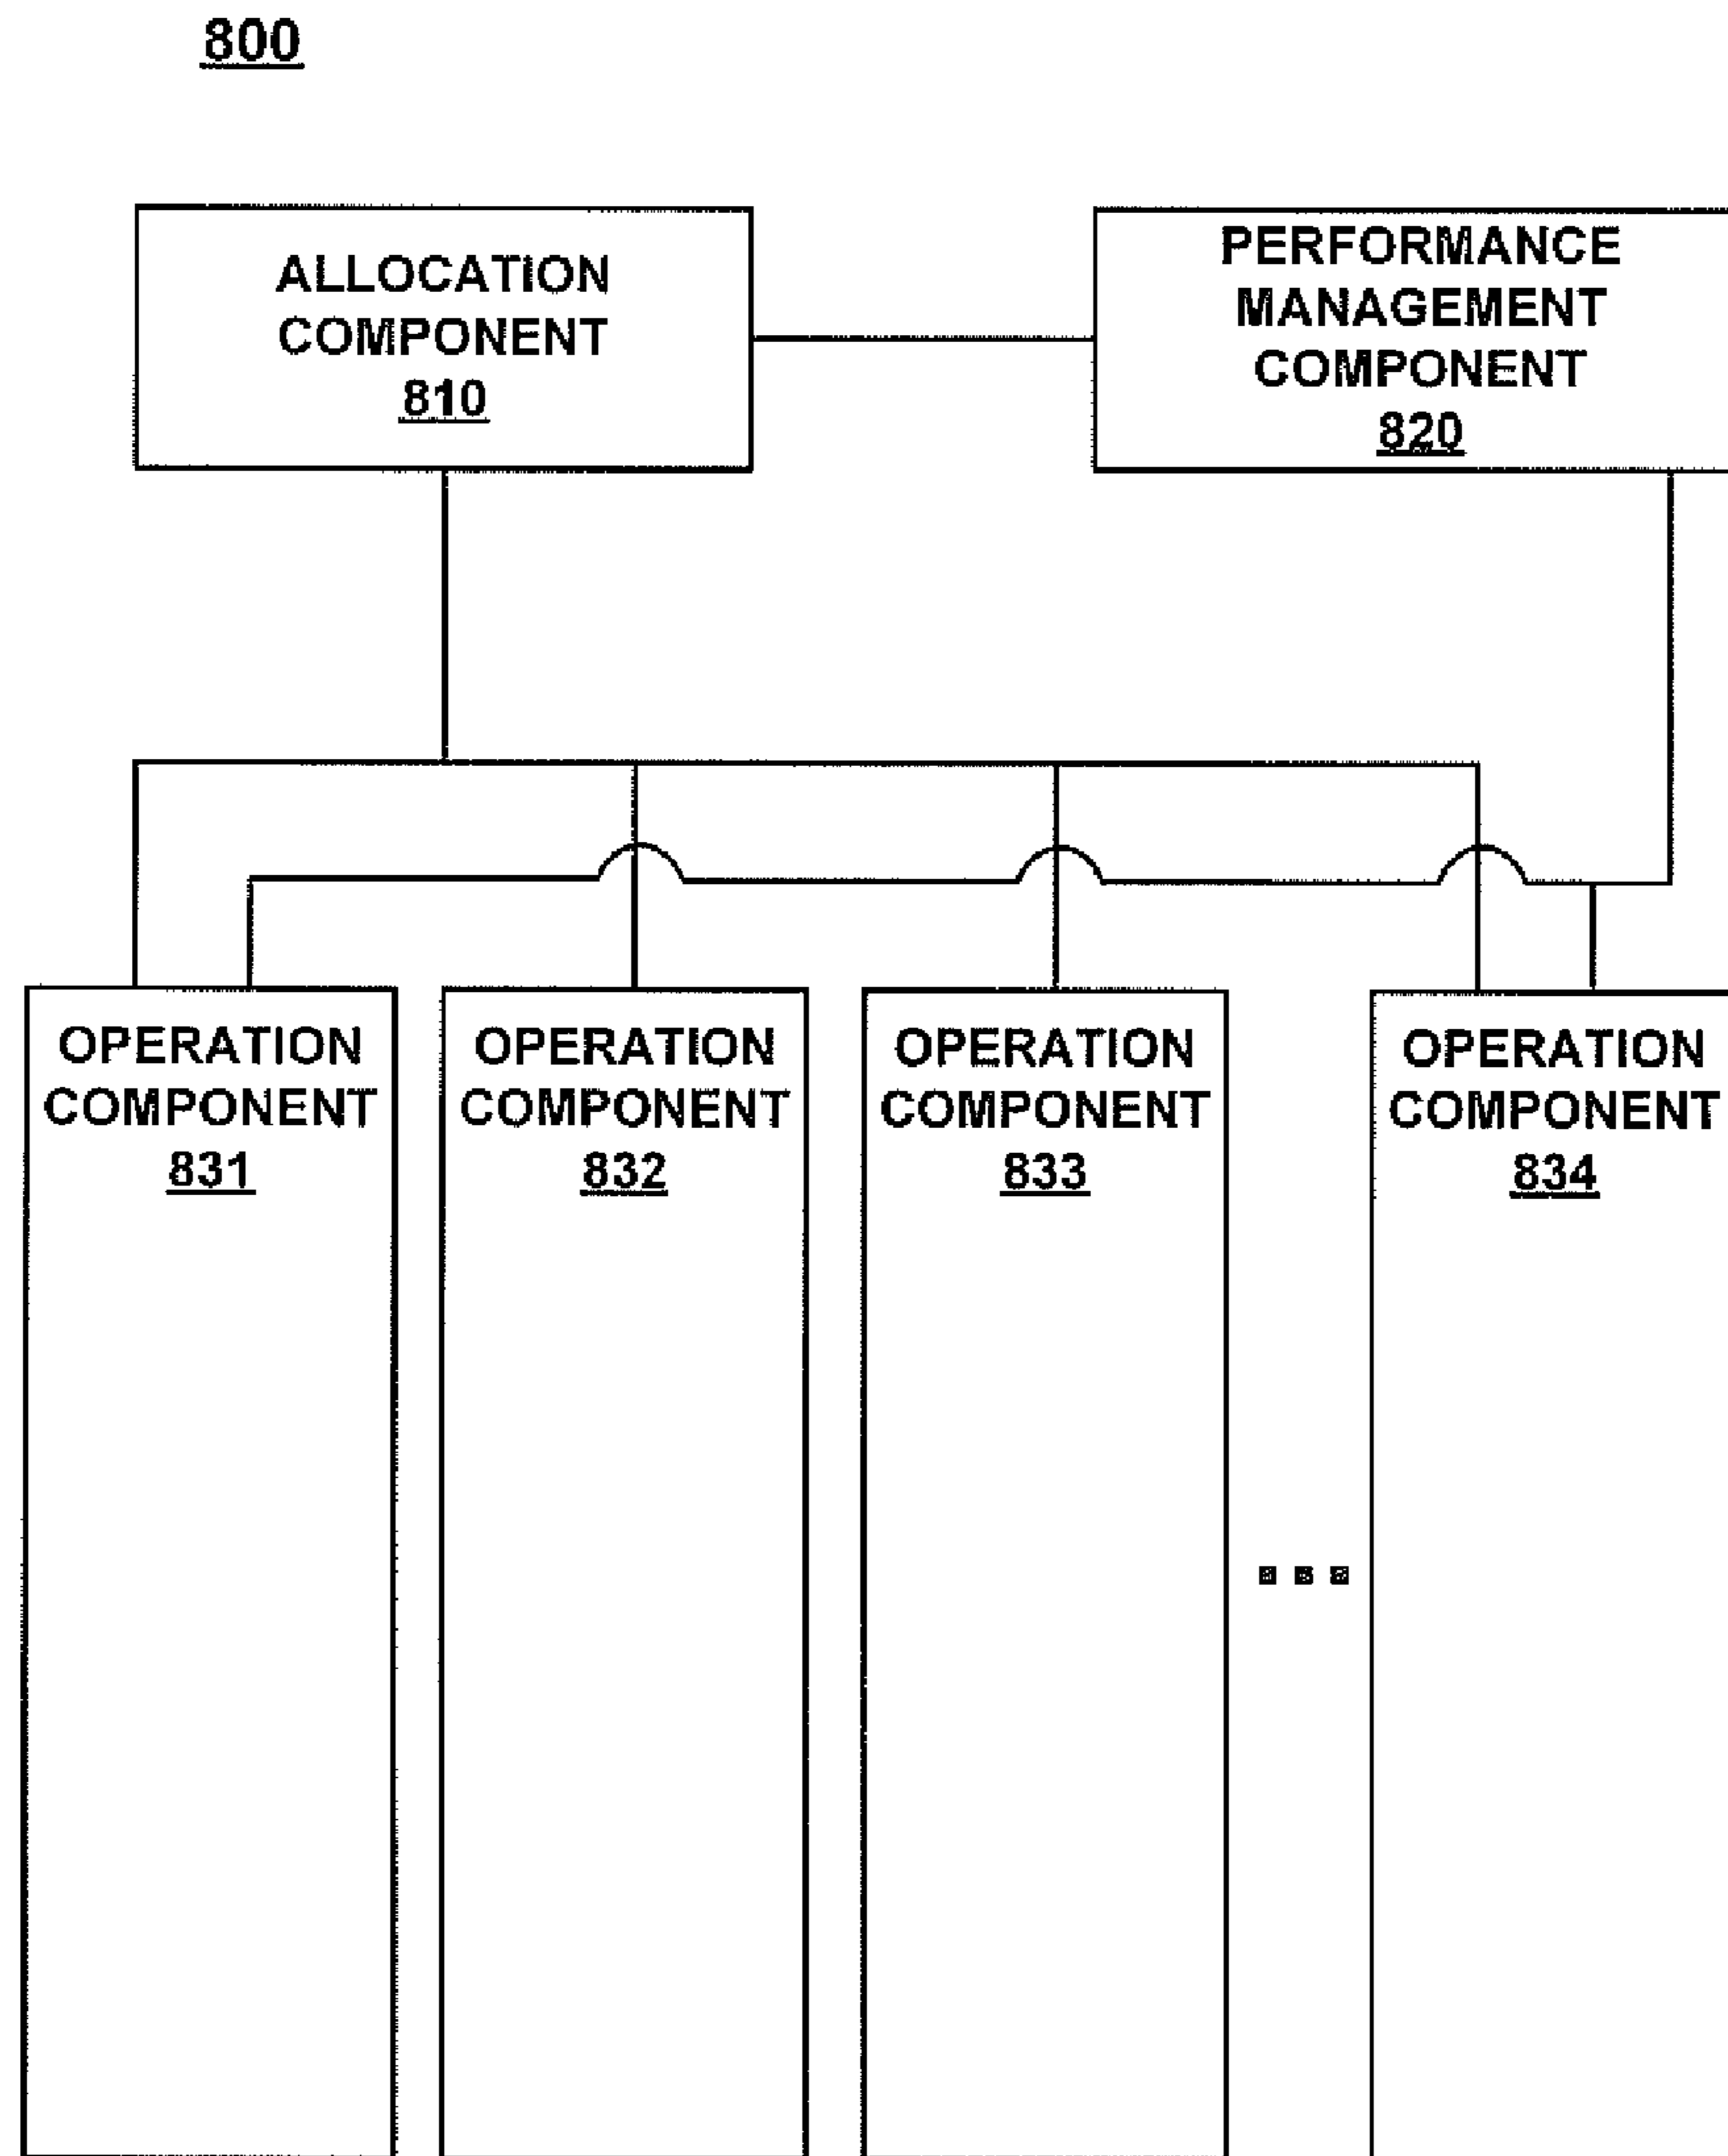 800
ALLOCATION
COMPONENT
810
PERFORMANCE
MANAGEMENT
COMPONENT
820
OPERATION
COMPONENT
831
OPERATION
COMPONENT
832
OPERATION
COMPONENT
833
OPERATION
COMPONENT
834